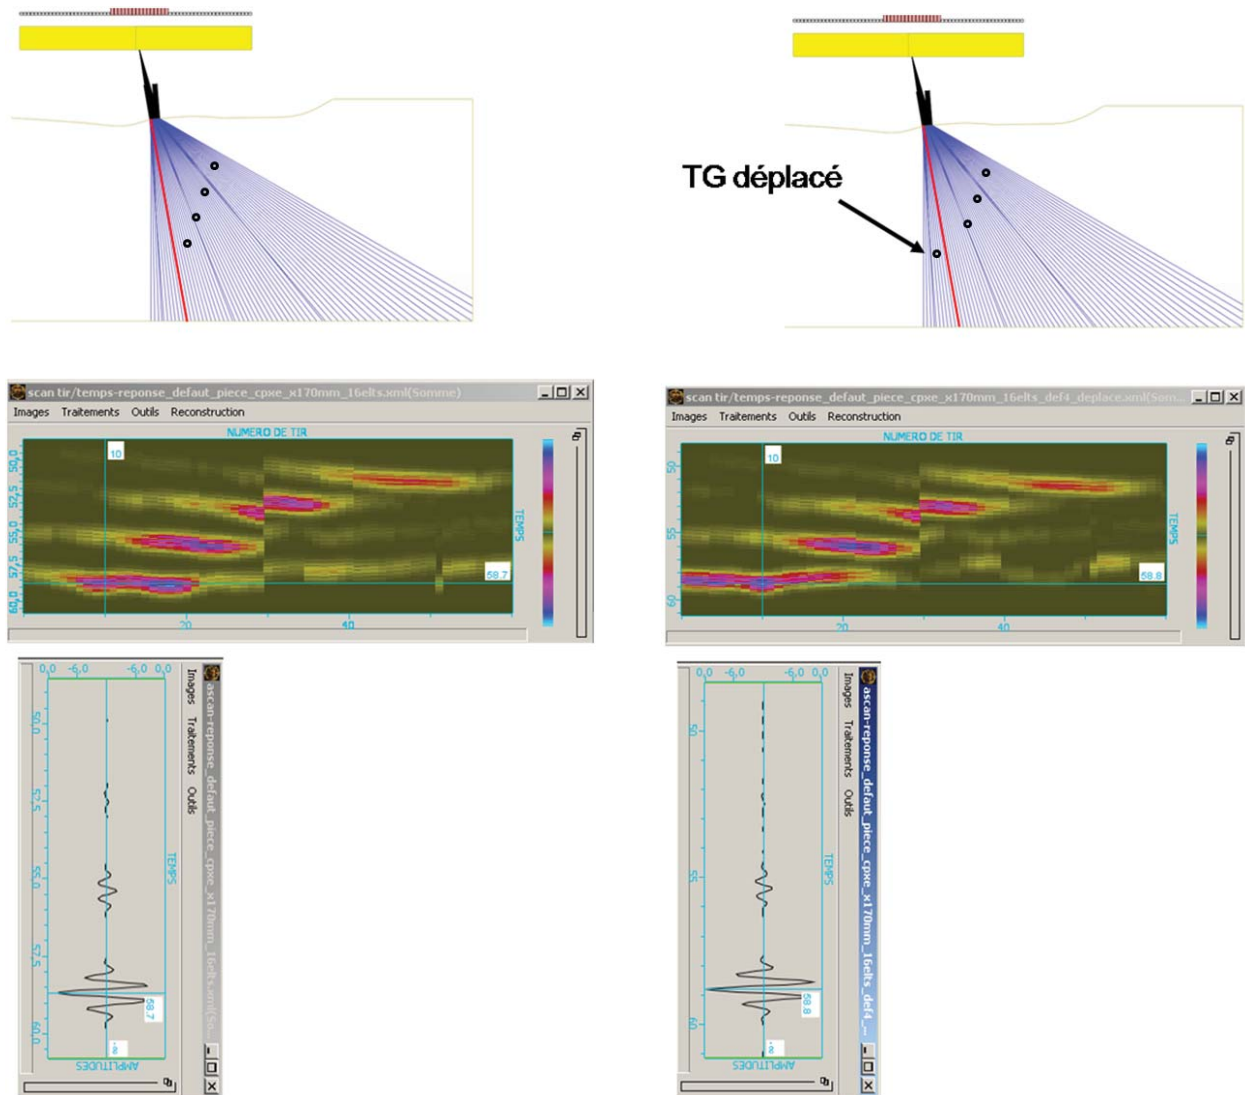 TG déplacé
scan tir/temps-reponse_defaut_piece_cpxe_x170mm_16elts.xml(Somme)
Images Traitements Outils Reconstruction
NUMERO DE TIR
10
50,0
52,5
55,0
57,5
60,0
TEMPS
58.7
20
40
scan tir/temps-reponse_defaut_piece_cpxe_x170mm_16elts_def4_deplace.xml(Som...
Images Traitements Outils Reconstruction
NUMERO DE TIR
10
50
55
60
TEMPS
58.8
20
40
ascan-reponse_defaut_piece_cpxe_x170mm_16elts.xml(So...
Images Traitements Outils
0,0 -6,0 -6,0 0,0
50,0
52,5
55,0
57,5
60,0
TEMPS
58.7
AMPLITUDES
ascan-reponse_defaut_piece_cpxe_x170mm_16elts_def4_...
Images Traitements Outils
0,0 -6,0 -6,0 0,0
50
55
60
TEMPS
58.8
AMPLITUDES